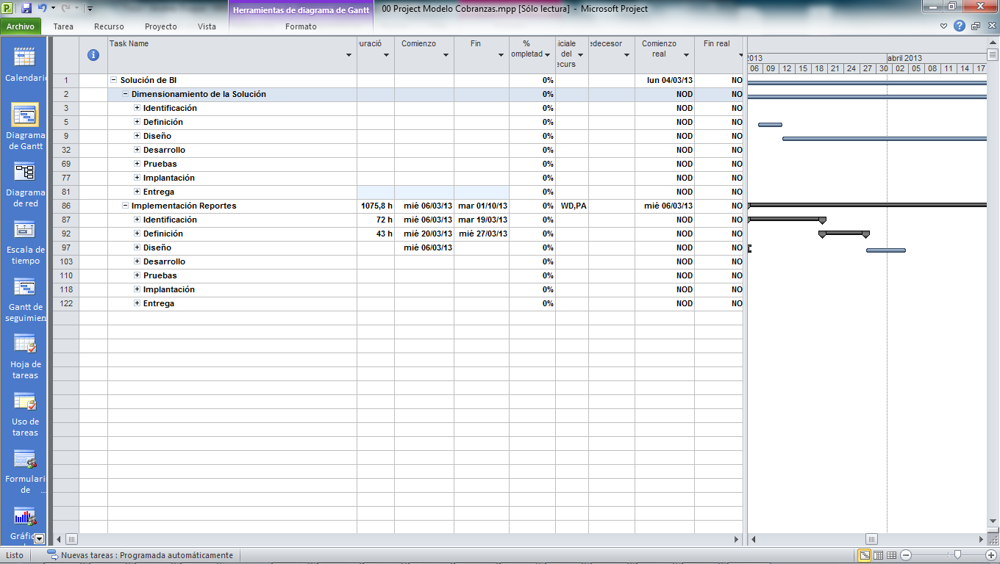 Herramientas de diagrama de Gantt
00 Project Modelo Cobranzas.mpp [Sólo lectura] - Microsoft Project
Archivo Tarea Recurso Proyecto Vista Formato
Calendario
Diagrama
de Gantt
Diagrama
de red
Escala de
tiempo
Gantt de
seguimien
Hoja de
tareas
Uso de
tareas
Formulari
de ...
Gráfic
Task Name uració Comienzo Fin % ompletad iciale del ecurs edecesor Comienzo real Fin real
2013 abril 2013
06 09 12 15 18 21 24 27 30 02 05 08 11 14 17
1 Solución de BI 0% lun 04/03/13 NO
2 Dimensionamiento de la Solución 0% NOD NO
3 Identificación 0% NOD NO
5 Definición 0% NOD NO
9 Diseño 0% NOD NO
32 Desarrollo 0% NOD NO
69 Pruebas 0% NOD NO
77 Implantación 0% NOD NO
81 Entrega 0% NOD NO
86 Implementación Reportes 1075,8 h mié 06/03/13 mar 01/10/13 0% WD,PA mié 06/03/13 NO
87 Identificación 72 h mié 06/03/13 mar 19/03/13 0% NOD NO
92 Definición 43 h mié 20/03/13 mié 27/03/13 0% NOD NO
97 Diseño mié 06/03/13 0% NOD NO
103 Desarrollo 0% NOD NO
110 Pruebas 0% NOD NO
118 Implantación 0% NOD NO
122 Entrega 0% NOD NO
Listo Nuevas tareas : Programada automáticamente